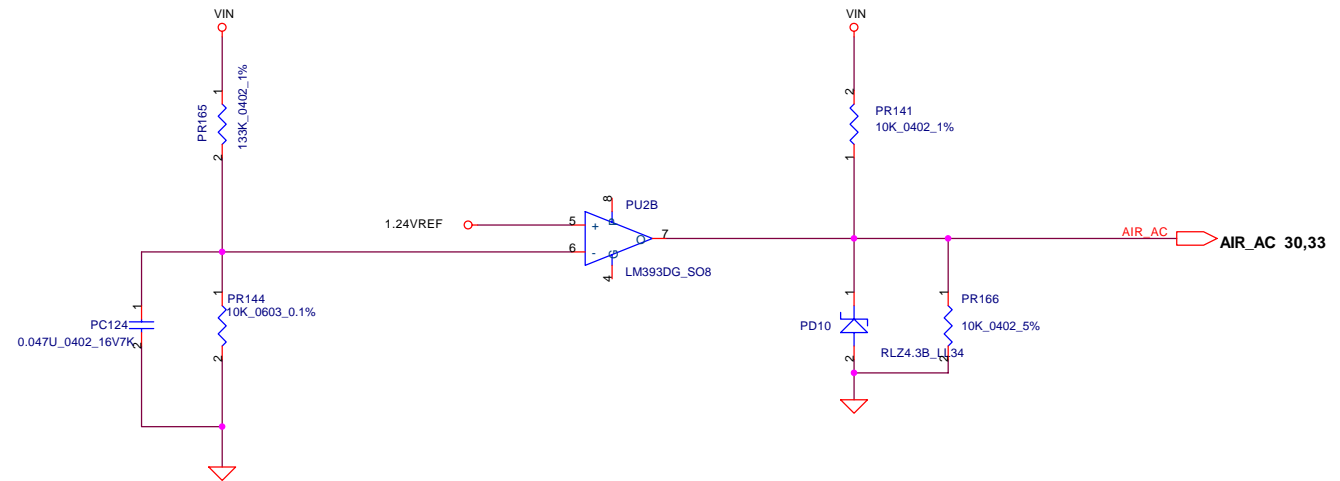 VIN
1
PR165
133K_0402_1%
2
1
PC124
0.047U_0402_16V7K
2
1
PR144
10K_0603_0.1%
2
1.24VREF
5
+
6
-
8
P
PU2B
O
7
G
4
LM393DG_SO8
VIN
2
PR141
10K_0402_1%
1
AIR_AC
AIR_AC 30,33
1
PD10
2
RLZ4.3B_LL34
1
PR166
10K_0402_5%
2